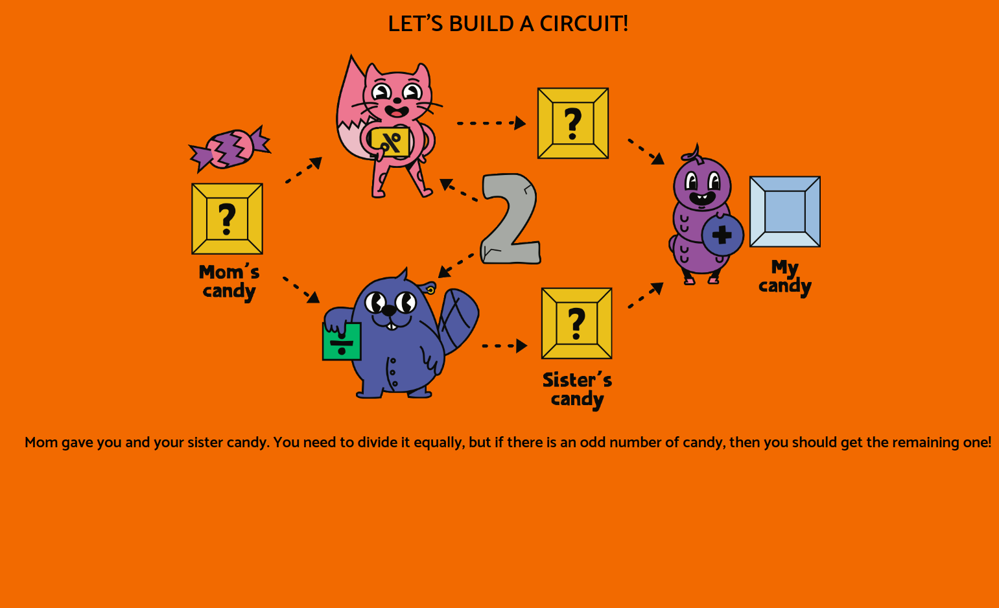 LET'S BUILD A CIRCUIT!
%
?
?
2
+
Mom's
candy
My
candy
÷
?
Sister's
candy
Mom gave you and your sister candy. You need to divide it equally, but if there is an odd number of candy, then you should get the remaining one!